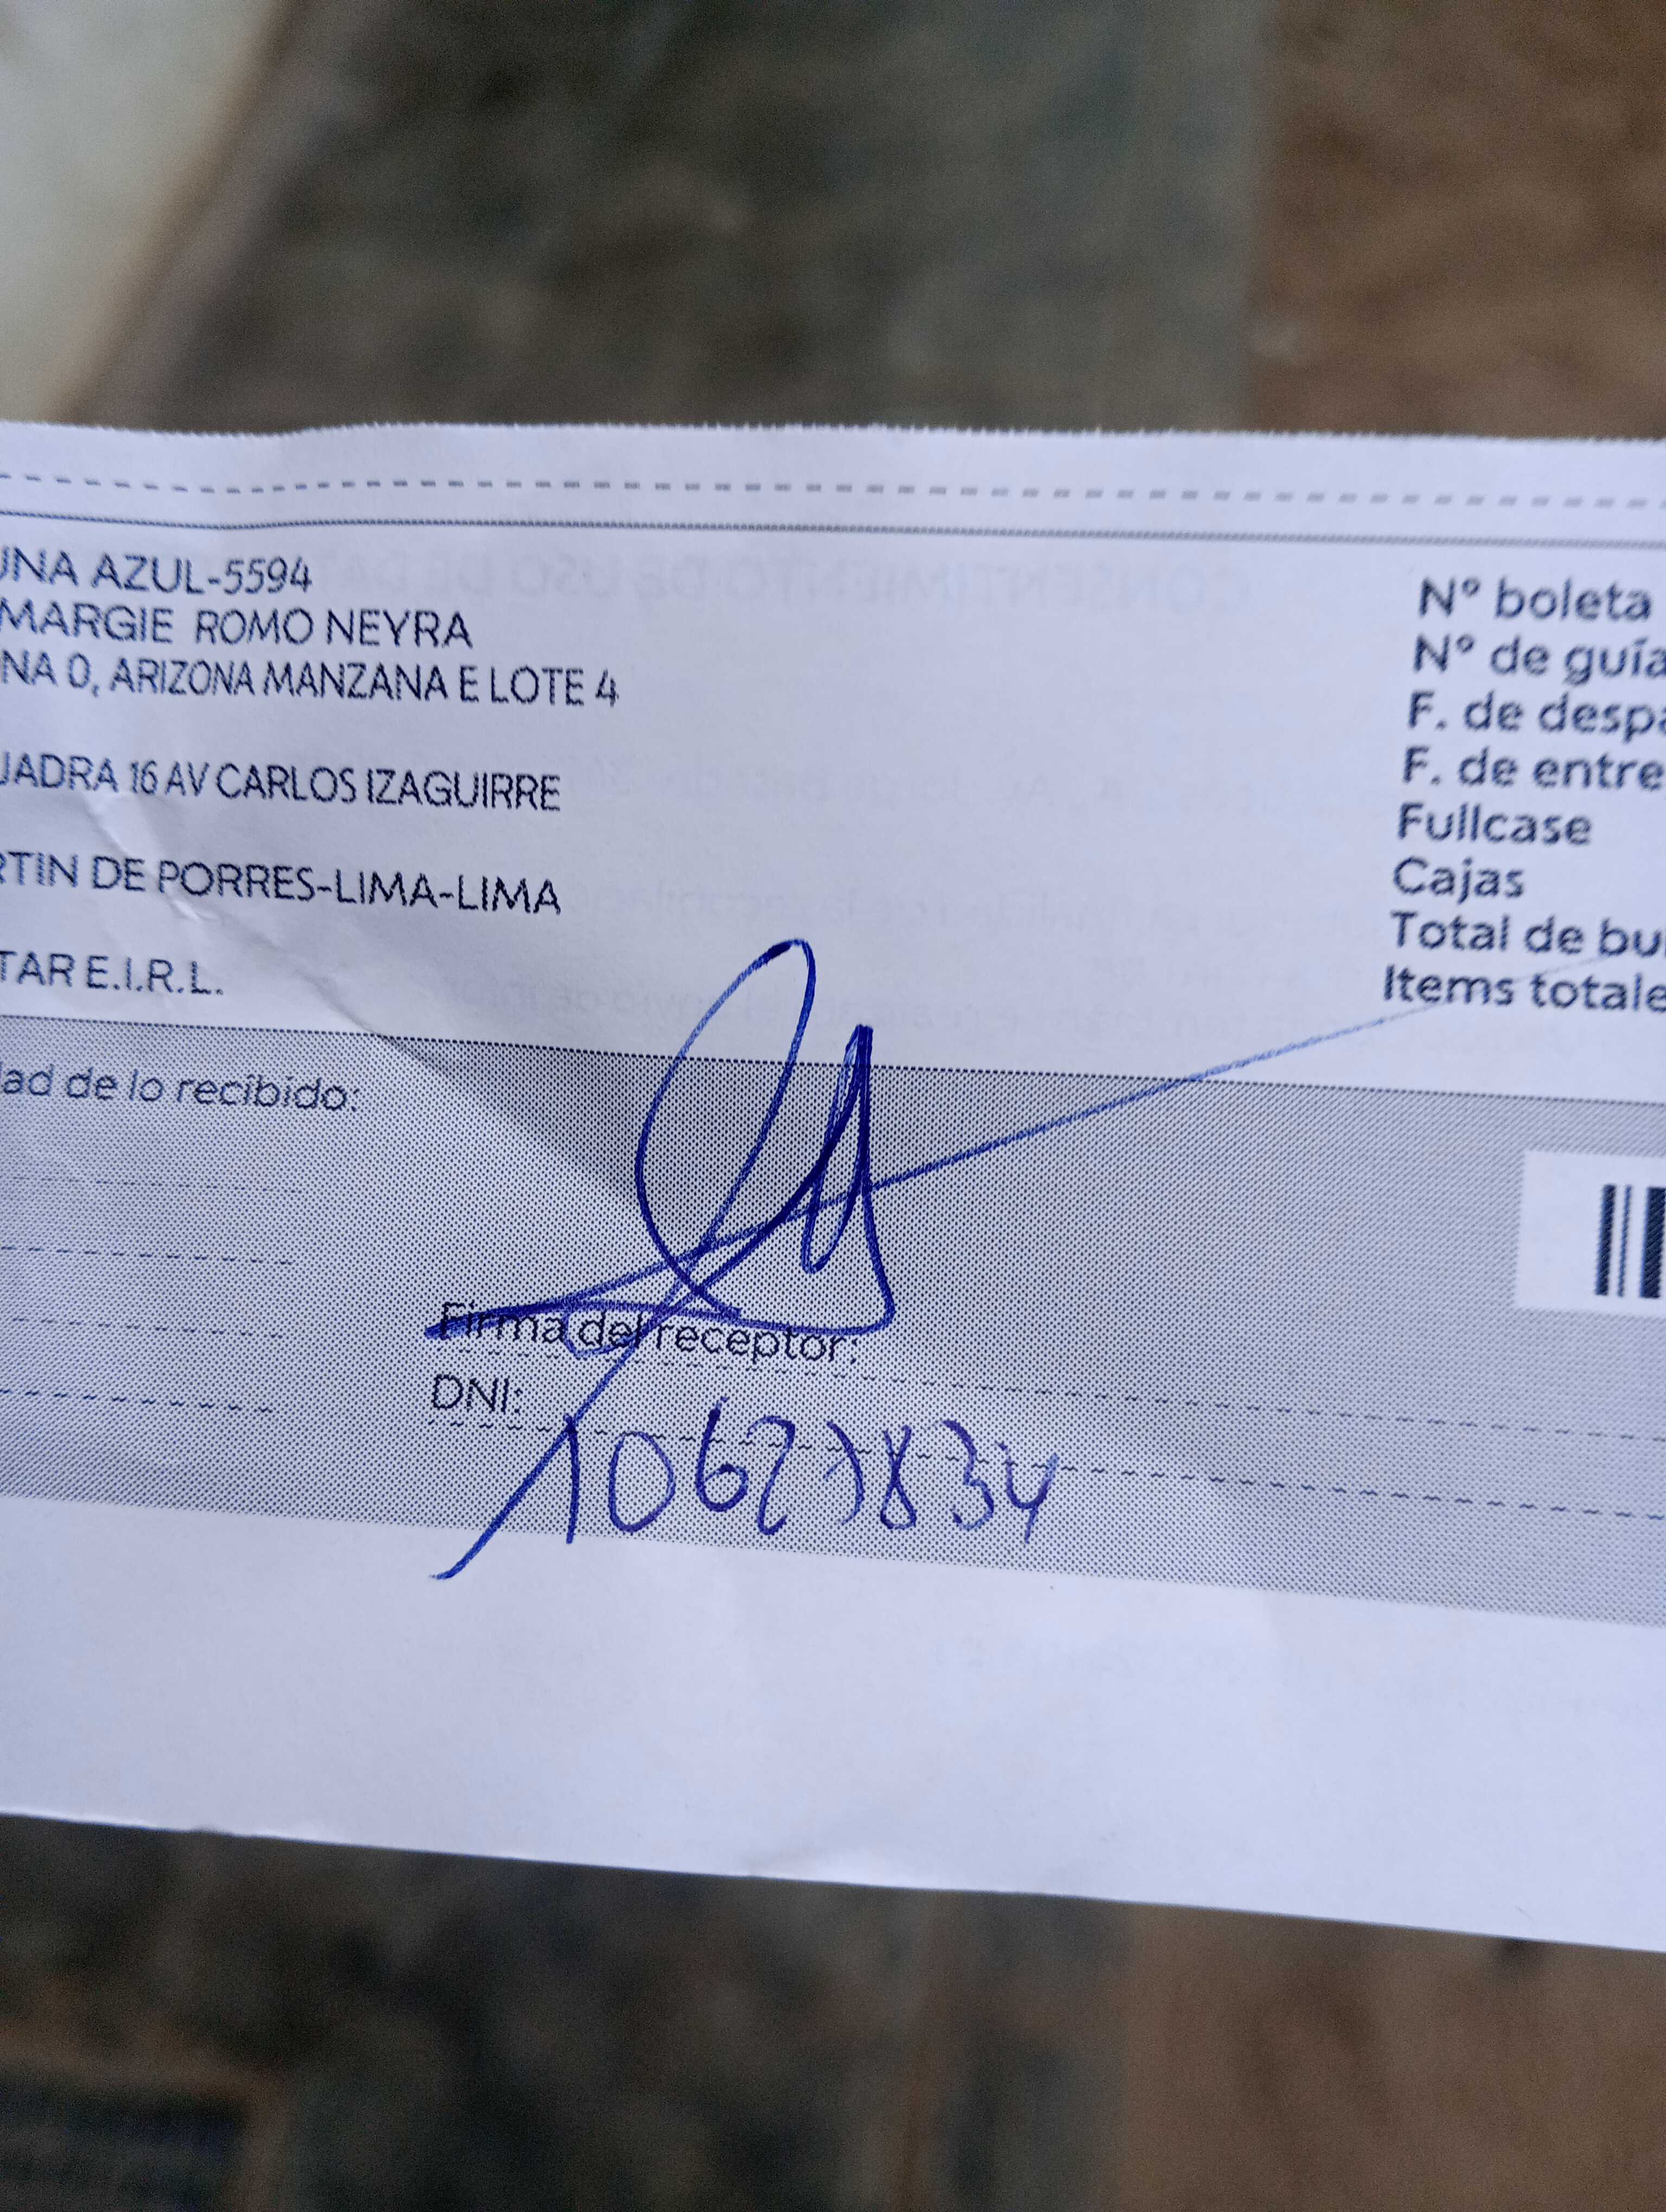 UNA AZUL-5594
MARGIE ROMO NEYRA
NA 0, ARIZONA MANZANA E LOTE 4
UADRA 16 AV CARLOS IZAGUIRRE
RTIN DE PORRES-LIMA-LIMA
TAR E.I.R.L.
N° boleta
N° de guía
F. de despa
F. de entre
Fullcase
Cajas
Total de bu
Items totale
dad de lo recibido:
Firma del receptor:
DNI:
10627834